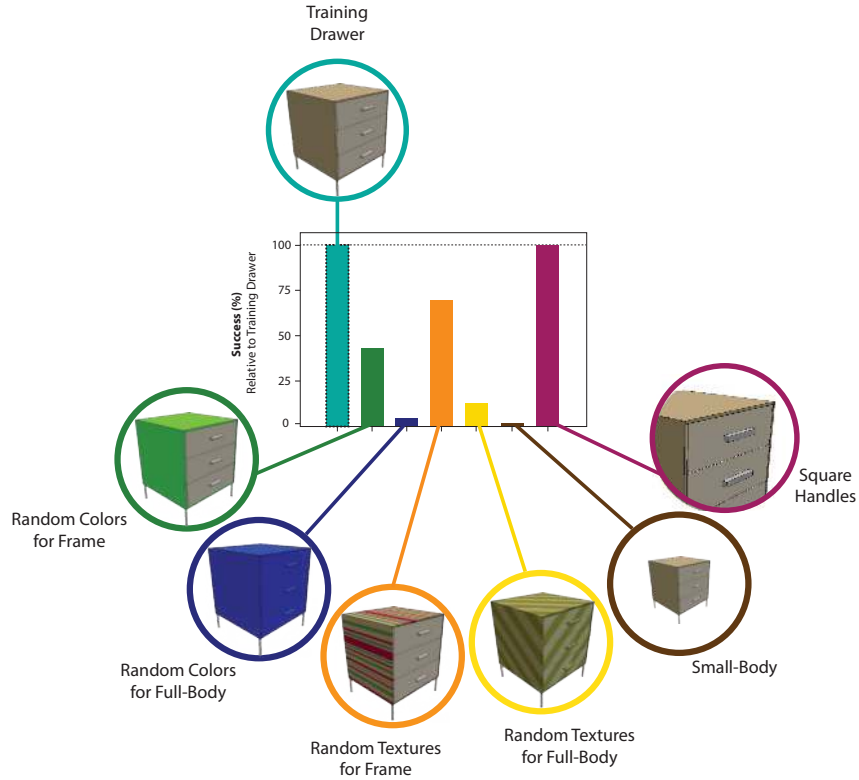 Training
Drawer
Success (%)
Relative to Training Drawer
100
75
50
25
0
Square
Handles
Random Colors
for Frame
Random Colors
for Full-Body
Small-Body
Random Textures
for Frame
Random Textures
for Full-Body